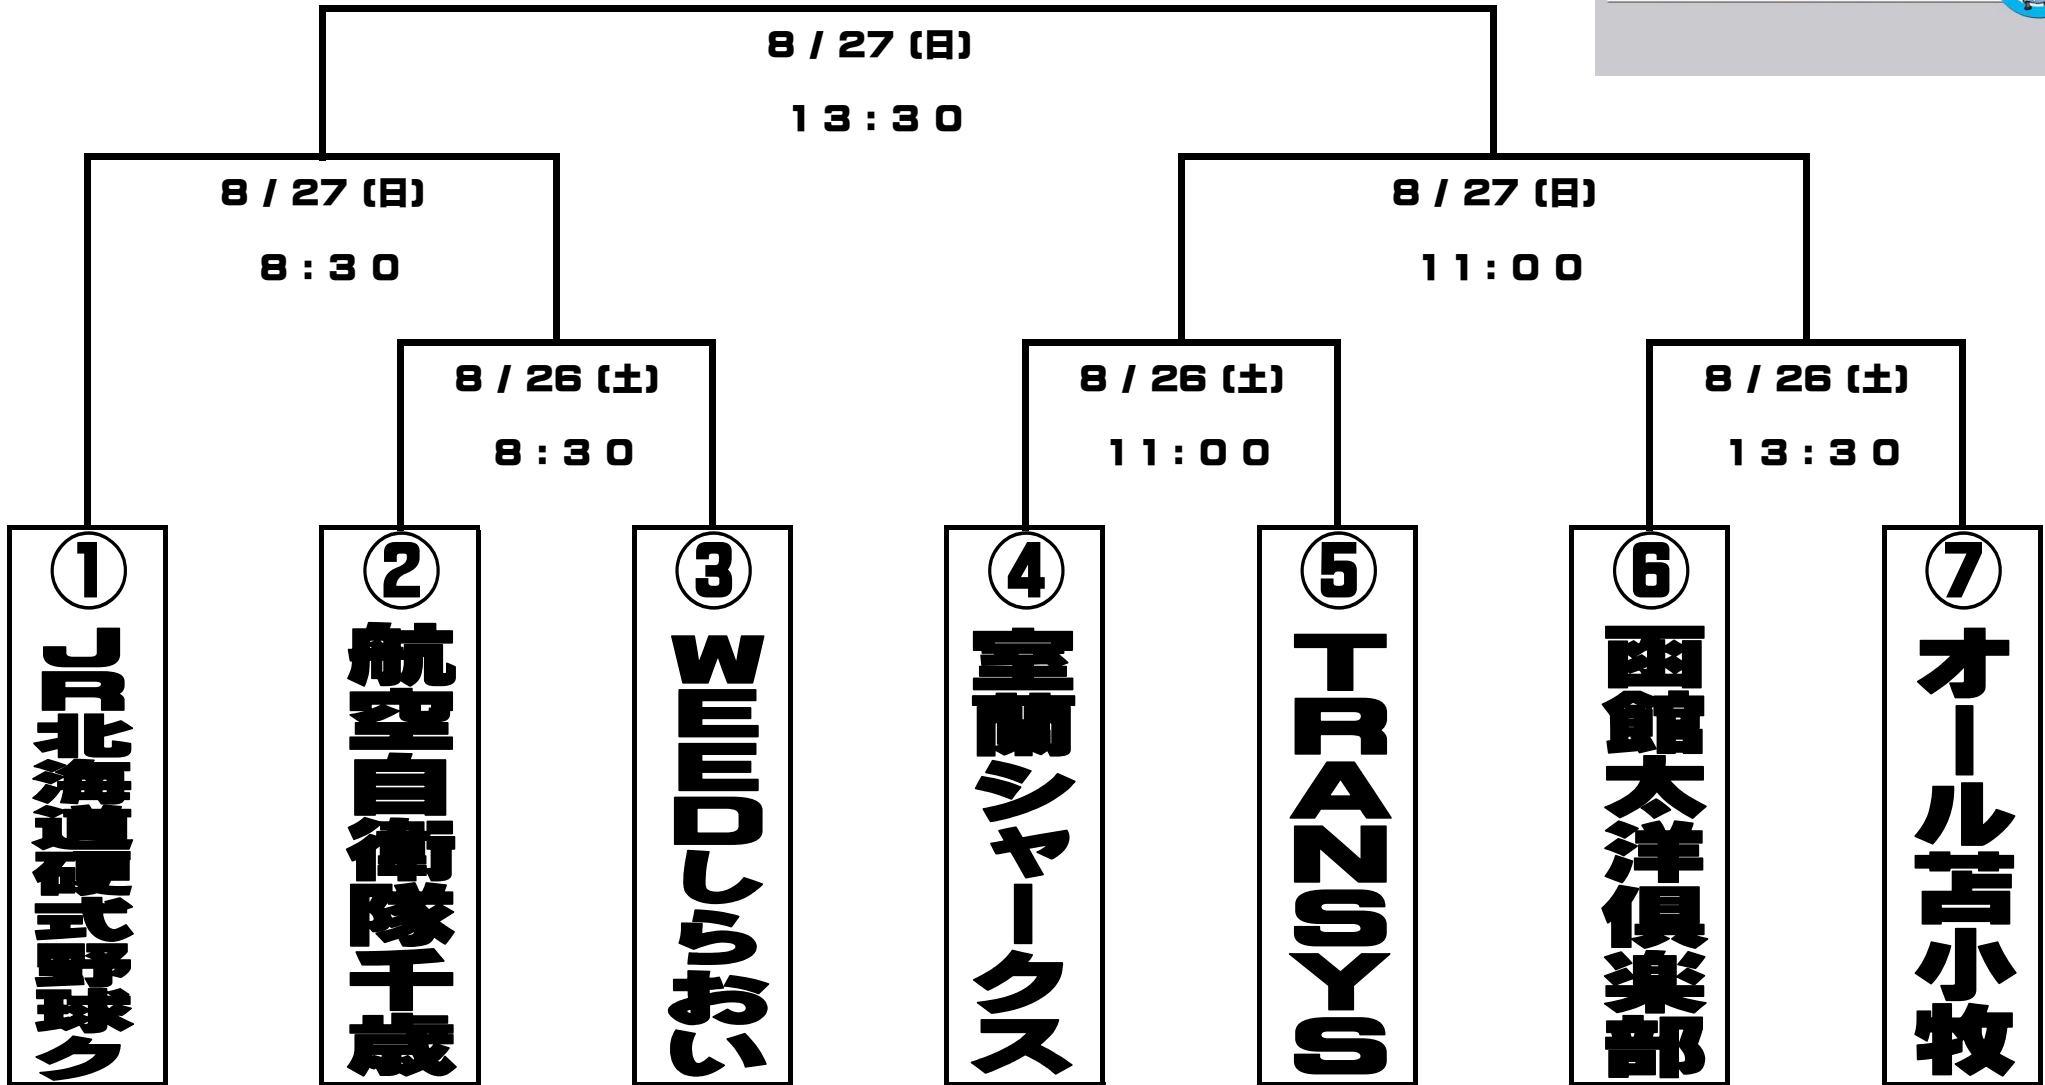 8/27(日)
13:30
8/27(日)
8:30
8/27(日)
11:00
8/26(土)
8:30
8/26(土)
11:00
8/26(土)
13:30
①JR北海道硬式野球ク
②航空自衛隊千歳
③WEEDしらおい
④室蘭シャークス
⑤TRANSYS
⑥函館太洋倶楽部
⑦オール苫小牧